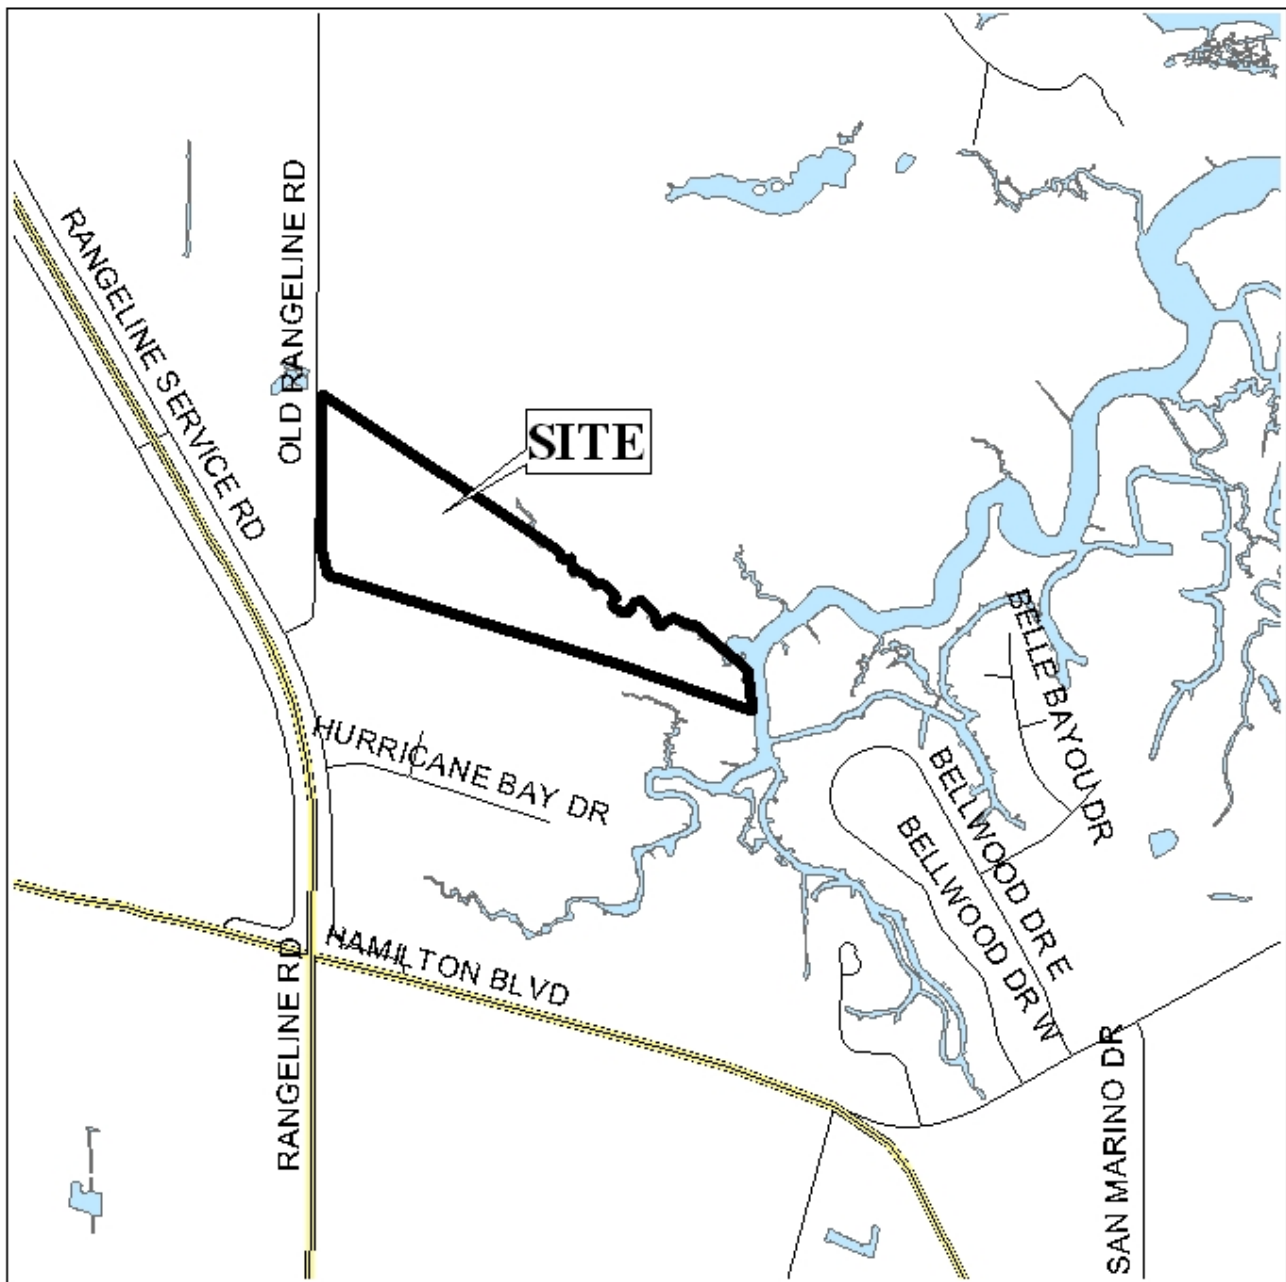 OLD RANGELINE RD
RANGELINE SERVICE RD
SITE
BELLE BAYOU DR
HURRICANE BAY DR
BELLWOOD DR E
BELLWOOD DR W
HAMILTON BLVD
RANGELINE RD
SAN MARINO DR